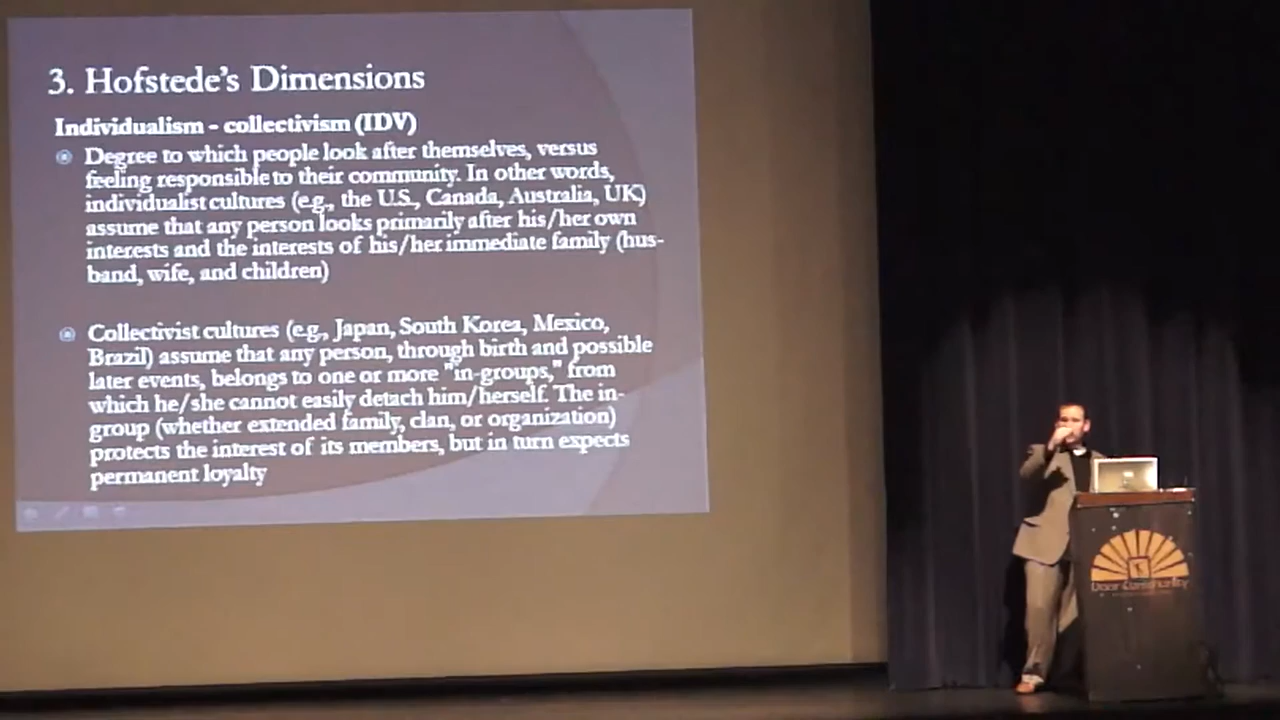 3. Hofstede's Dimensions
Individualism - collectivism (IDV)
Degree to which people look after themselves, versus
feeling responsible to their community. In other words,
individualist cultures (e.g., the U.S., Canada, Australia, UK)
assume that any person looks primarily after his/her own
interests and the interests of his/her immediate family (hus-
band, wife, and children)
Collectivist cultures (e.g., Japan, South Korea, Mexico,
Brazil) assume that any person, through birth and possible
later events, belongs to one or more "in-groups," from
which he/she cannot easily detach him/herself. The in-
group (whether extended family, clan, or organization)
protects the interest of its members, but in turn expects
permanent loyalty
Door Community